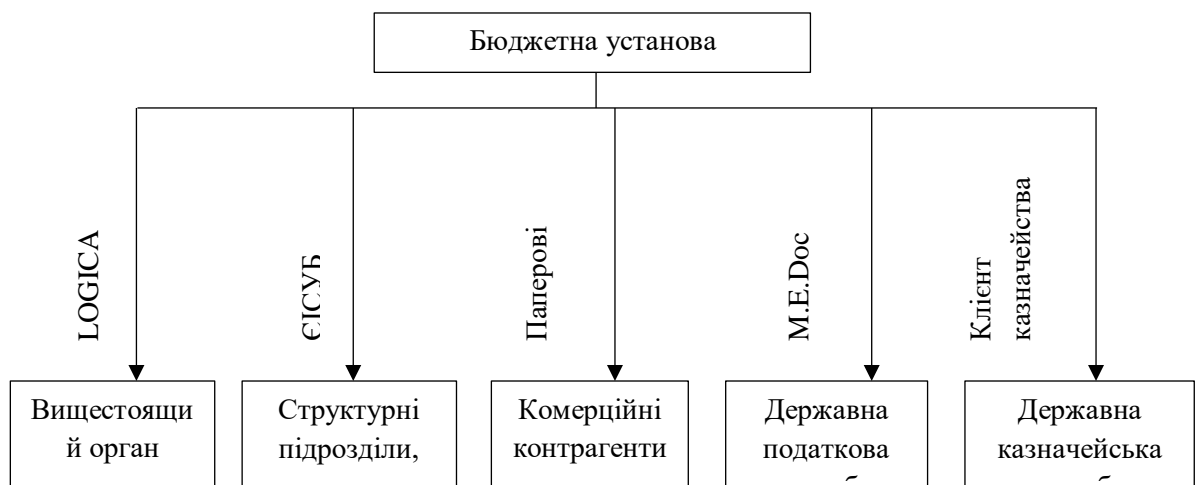 Бюджетна установа
LOGICA
ЄІСУБ
Паперові
M.E.Doc
Клієнт
казначейства
Вищестоящи
й орган
Структурні
підрозділи,
Комерційні
контрагенти
Державна
податкова
Державна
казначейська